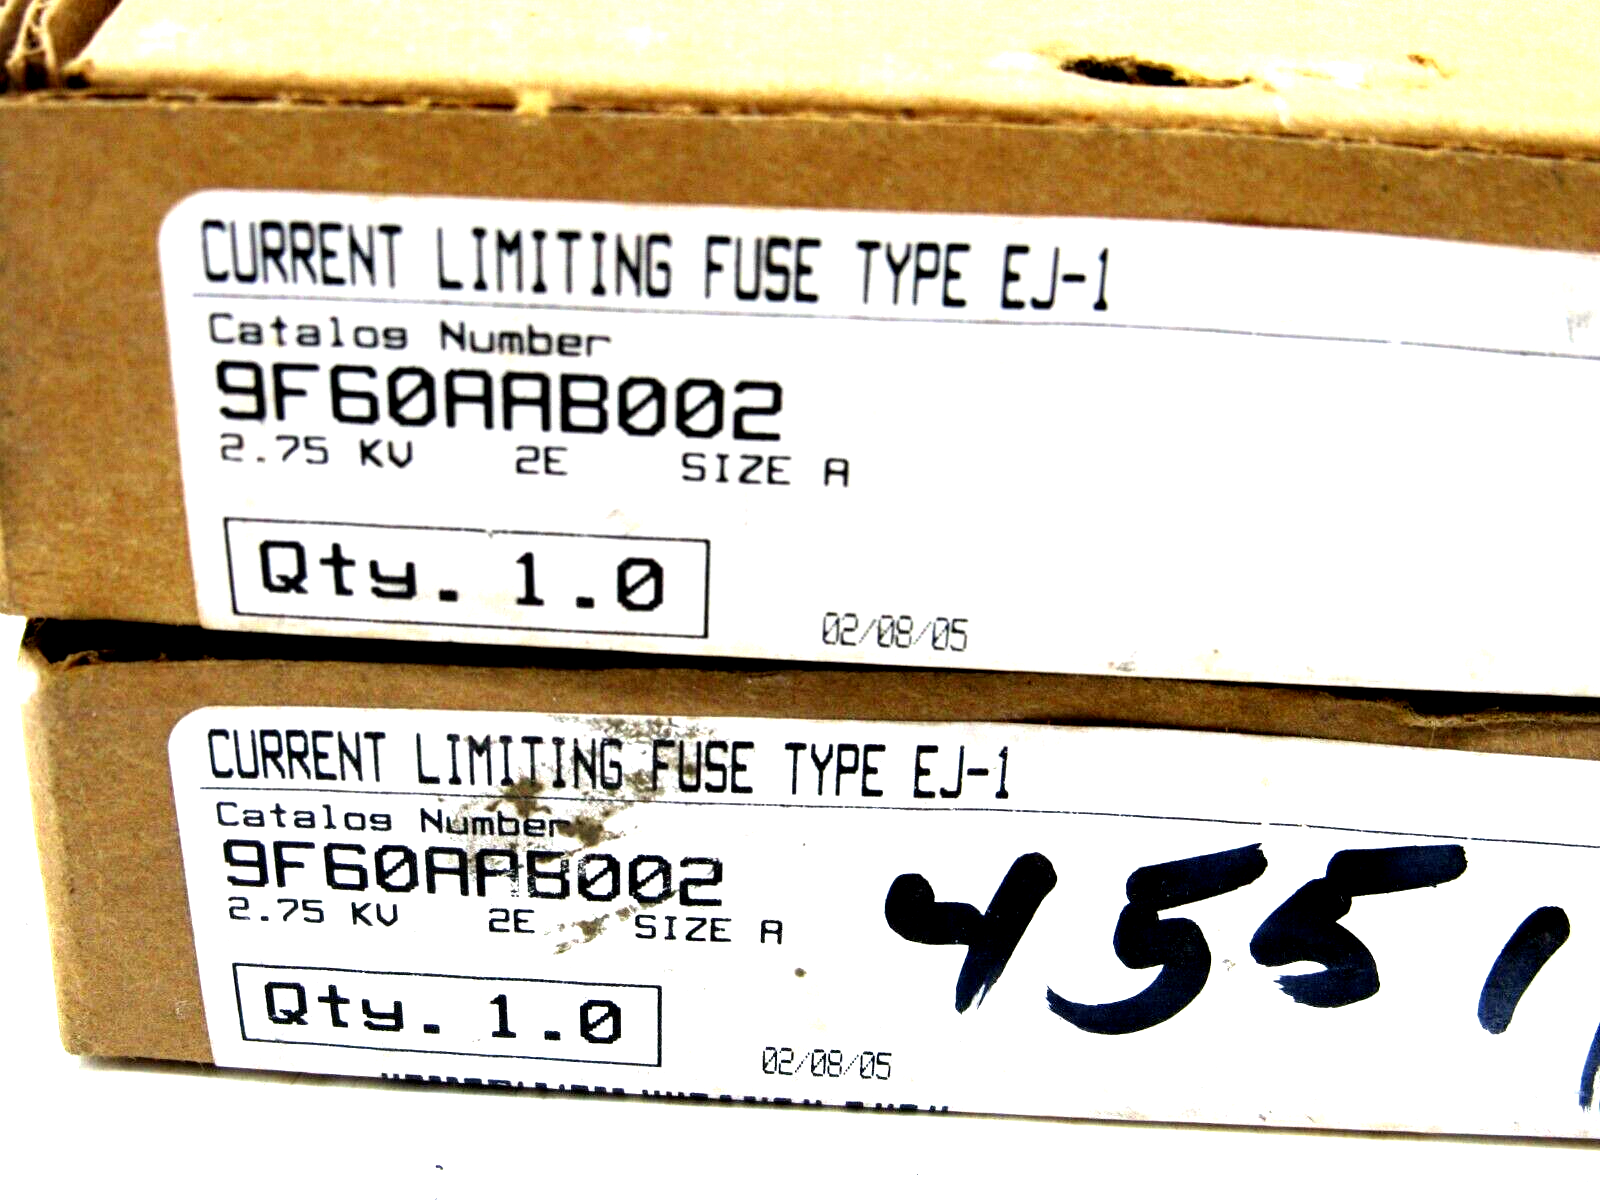 CURRENT LIMITING FUSE TYPE EJ-1
Catalog Number
9F60AAB002
2.75 KV 2E SIZE A
Qty. 1.0
02/08/05
CURRENT LIMITING FUSE TYPE EJ-1
Catalog Number
9F60AAB002
2.75 KV 2E SIZE A
4551
Qty. 1.0
02/08/05